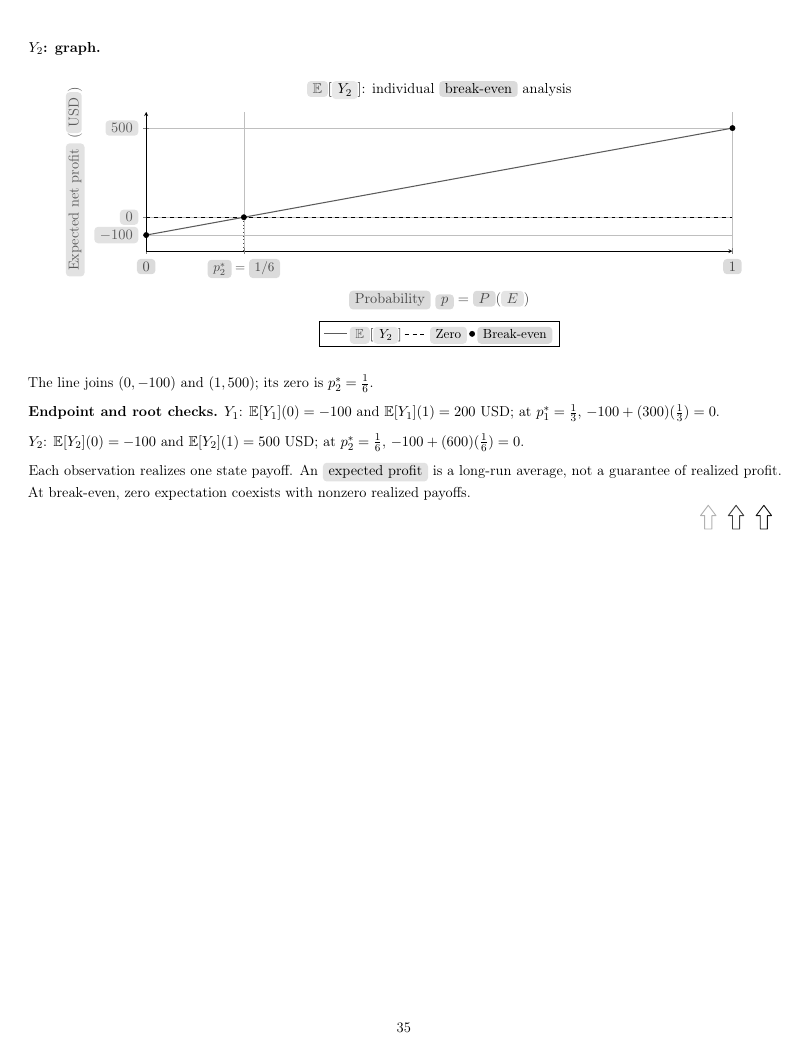 Y₂: graph.
𝔼[Y₂]: individual break-even analysis
Expected net profit (USD)
500
0
−100
0
p₂* = 1/6
1
Probability p = P(E)
𝔼[Y₂] Zero Break-even
The line joins (0, −100) and (1, 500); its zero is p₂* = 1/6.
Endpoint and root checks. Y₁: 𝔼[Y₁](0) = −100 and 𝔼[Y₁](1) = 200 USD; at p₁* = 1/3, −100 + (300)(1/3) = 0.
Y₂: 𝔼[Y₂](0) = −100 and 𝔼[Y₂](1) = 500 USD; at p₂* = 1/6, −100 + (600)(1/6) = 0.
Each observation realizes one state payoff. An expected profit is a long-run average, not a guarantee of realized profit.
At break-even, zero expectation coexists with nonzero realized payoffs.
35